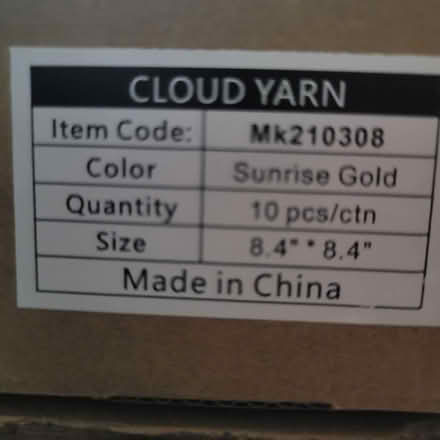 CLOUD YARN
Item Code: Mk210308
Color Sunrise Gold
Quantity 10 pcs/ctn
Size 8.4" * 8.4"
Made in China